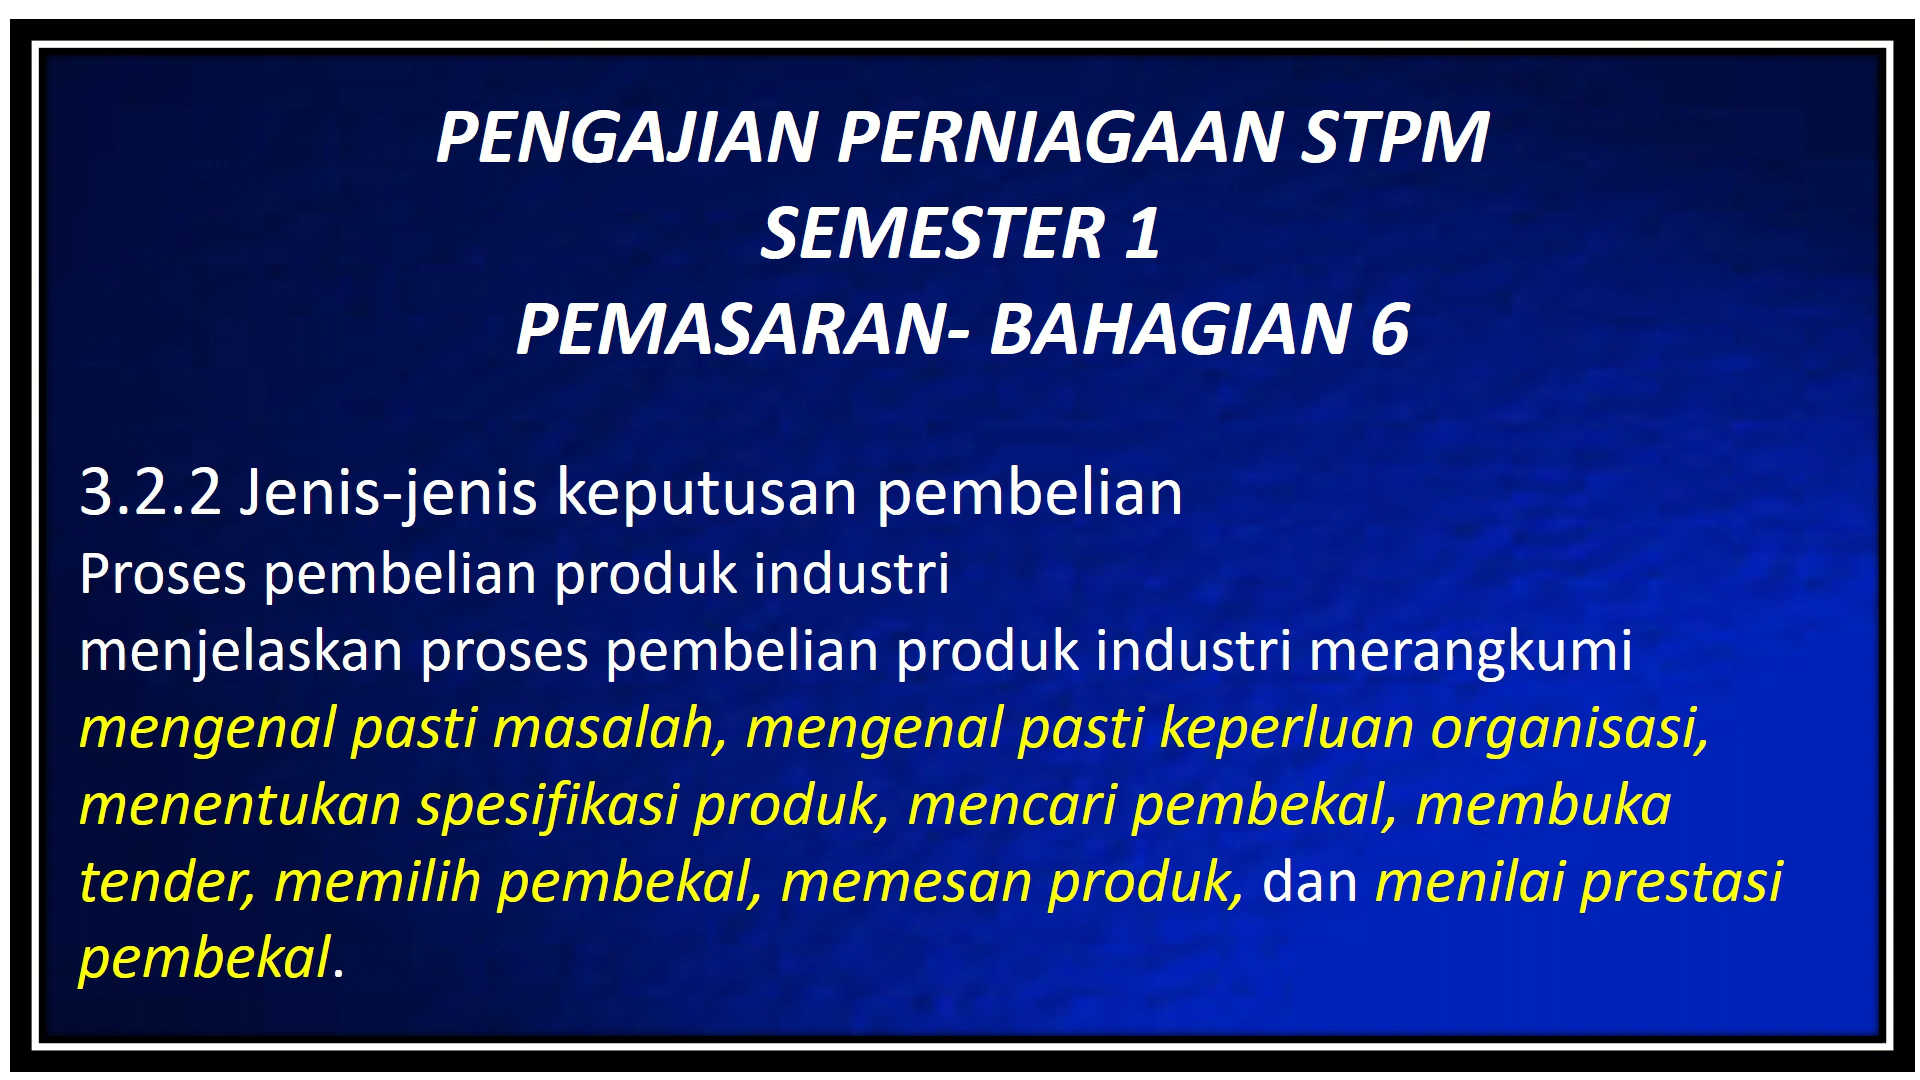 PENGAJIAN PERNIAGAAN STPM
SEMESTER 1
PEMASARAN- BAHAGIAN 6
3.2.2 Jenis-jenis keputusan pembelian
Proses pembelian produk industri
menjelaskan proses pembelian produk industri merangkumi
mengenal pasti masalah, mengenal pasti keperluan organisasi,
menentukan spesifikasi produk, mencari pembekal, membuka
tender, memilih pembekal, memesan produk, dan menilai prestasi
pembekal.